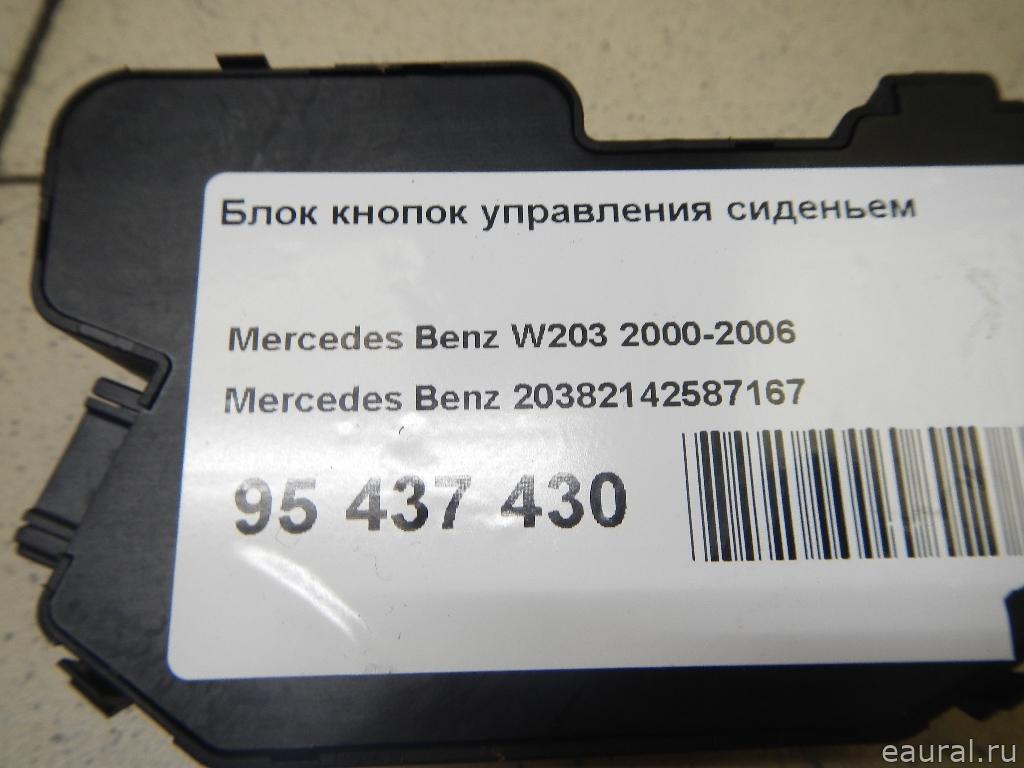 Блок кнопок управления сиденьем
Mercedes Benz W203 2000-2006
Mercedes Benz 20382142587167
95 437 430
eaural.ru